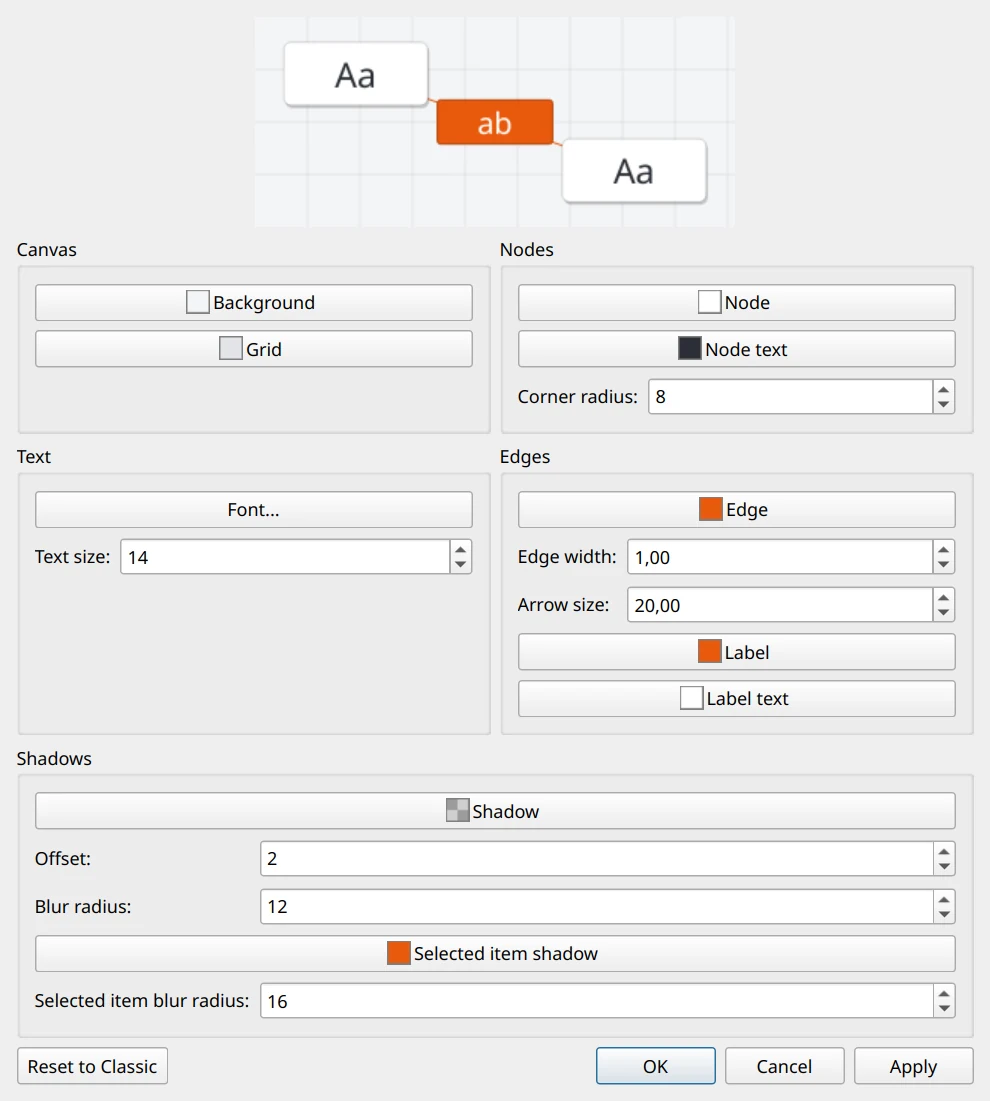 Aa
ab
Aa
Canvas
Background
Grid
Nodes
Node
Node text
Corner radius: 8
Text
Font...
Text size: 14
Edges
Edge
Edge width: 1,00
Arrow size: 20,00
Label
Label text
Shadows
Shadow
Offset: 2
Blur radius: 12
Selected item shadow
Selected item blur radius: 16
Reset to Classic OK Cancel Apply